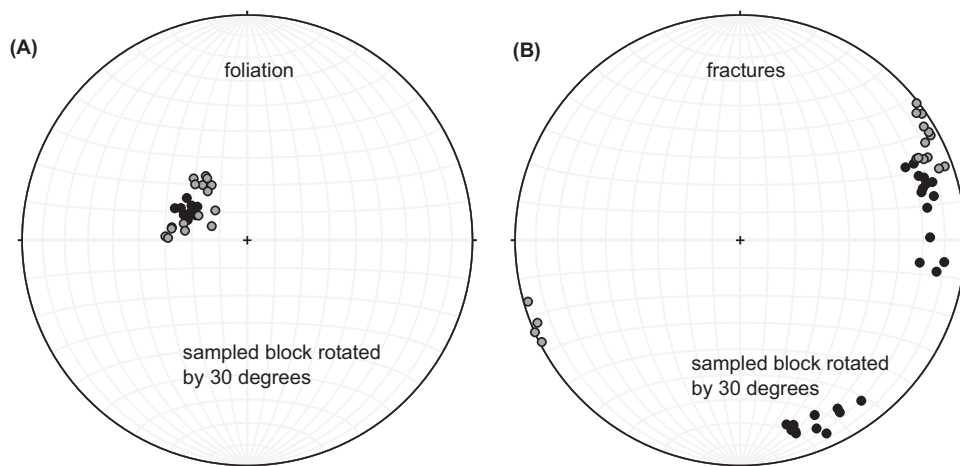 (A)
foliation
sampled block rotated
by 30 degrees
(B)
fractures
sampled block rotated
by 30 degrees